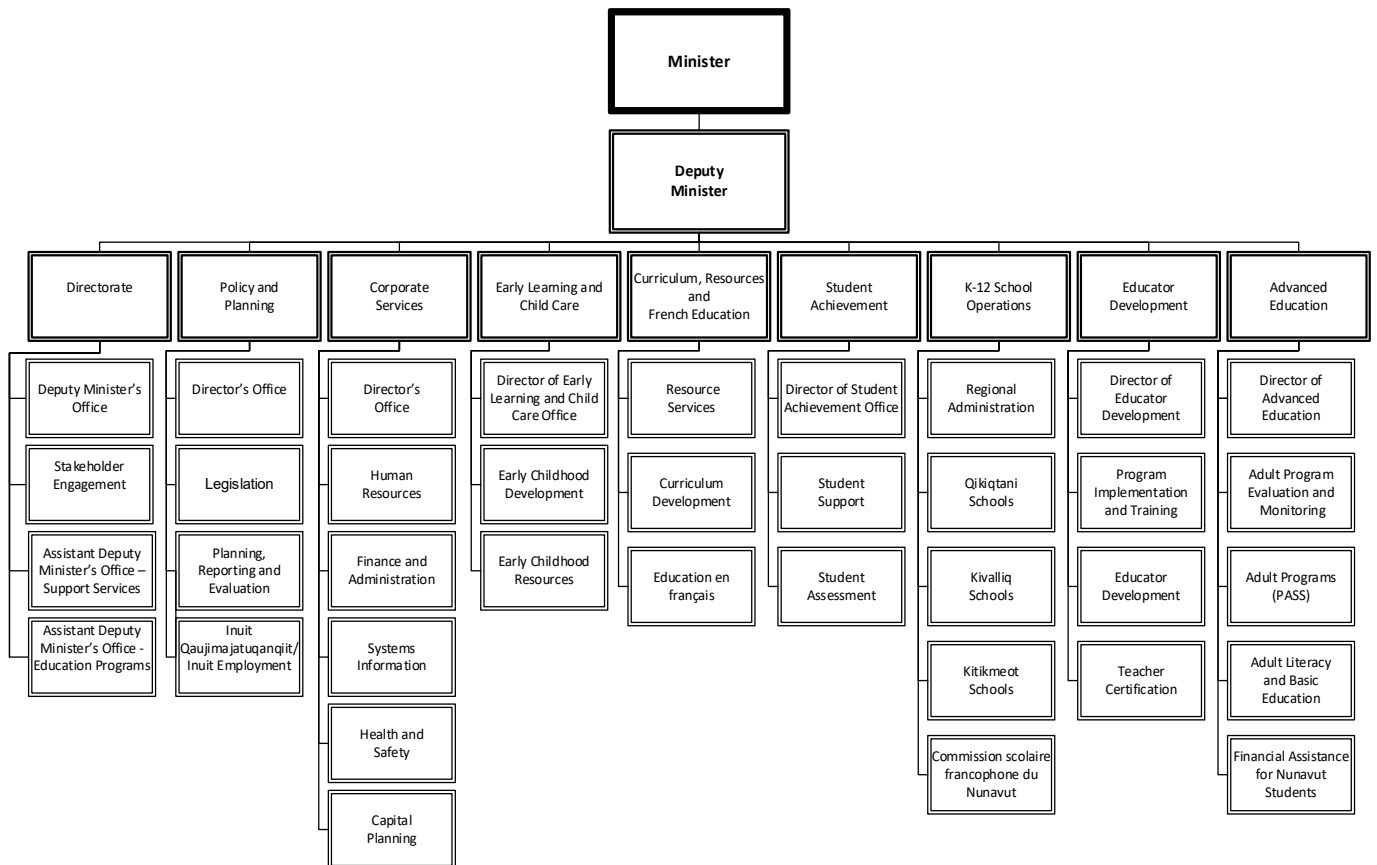 Minister
Deputy
Minister
Directorate
Policy and
Planning
Corporate
Services
Early Learning and
Child Care
Curriculum, Resources
and
French Education
Student
Achievement
K-12 School
Operations
Educator
Development
Advanced
Education
Deputy Minister's
Office
Stakeholder
Engagement
Assistant Deputy
Minister's Office –
Support Services
Assistant Deputy
Minister's Office -
Education Programs
Director's Office
Legislation
Planning,
Reporting and
Evaluation
Inuit
Qaujimajatuqanqiit/
Inuit Employment
Director's
Office
Human
Resources
Finance and
Administration
Systems
Information
Health and
Safety
Capital
Planning
Director of Early
Learning and Child
Care Office
Early Childhood
Development
Early Childhood
Resources
Resource
Services
Curriculum
Development
Éducation en
français
Director of Student
Achievement Office
Student
Support
Student
Assessment
Regional
Administration
Qikiqtani
Schools
Kivalliq
Schools
Kitikmeot
Schools
Commission scolaire
francophone du
Nunavut
Director of
Educator
Development
Program
Implementation
and Training
Educator
Development
Teacher
Certification
Director of
Advanced
Education
Adult Program
Evaluation and
Monitoring
Adult Programs
(PASS)
Adult Literacy
and Basic
Education
Financial Assistance
for Nunavut
Students